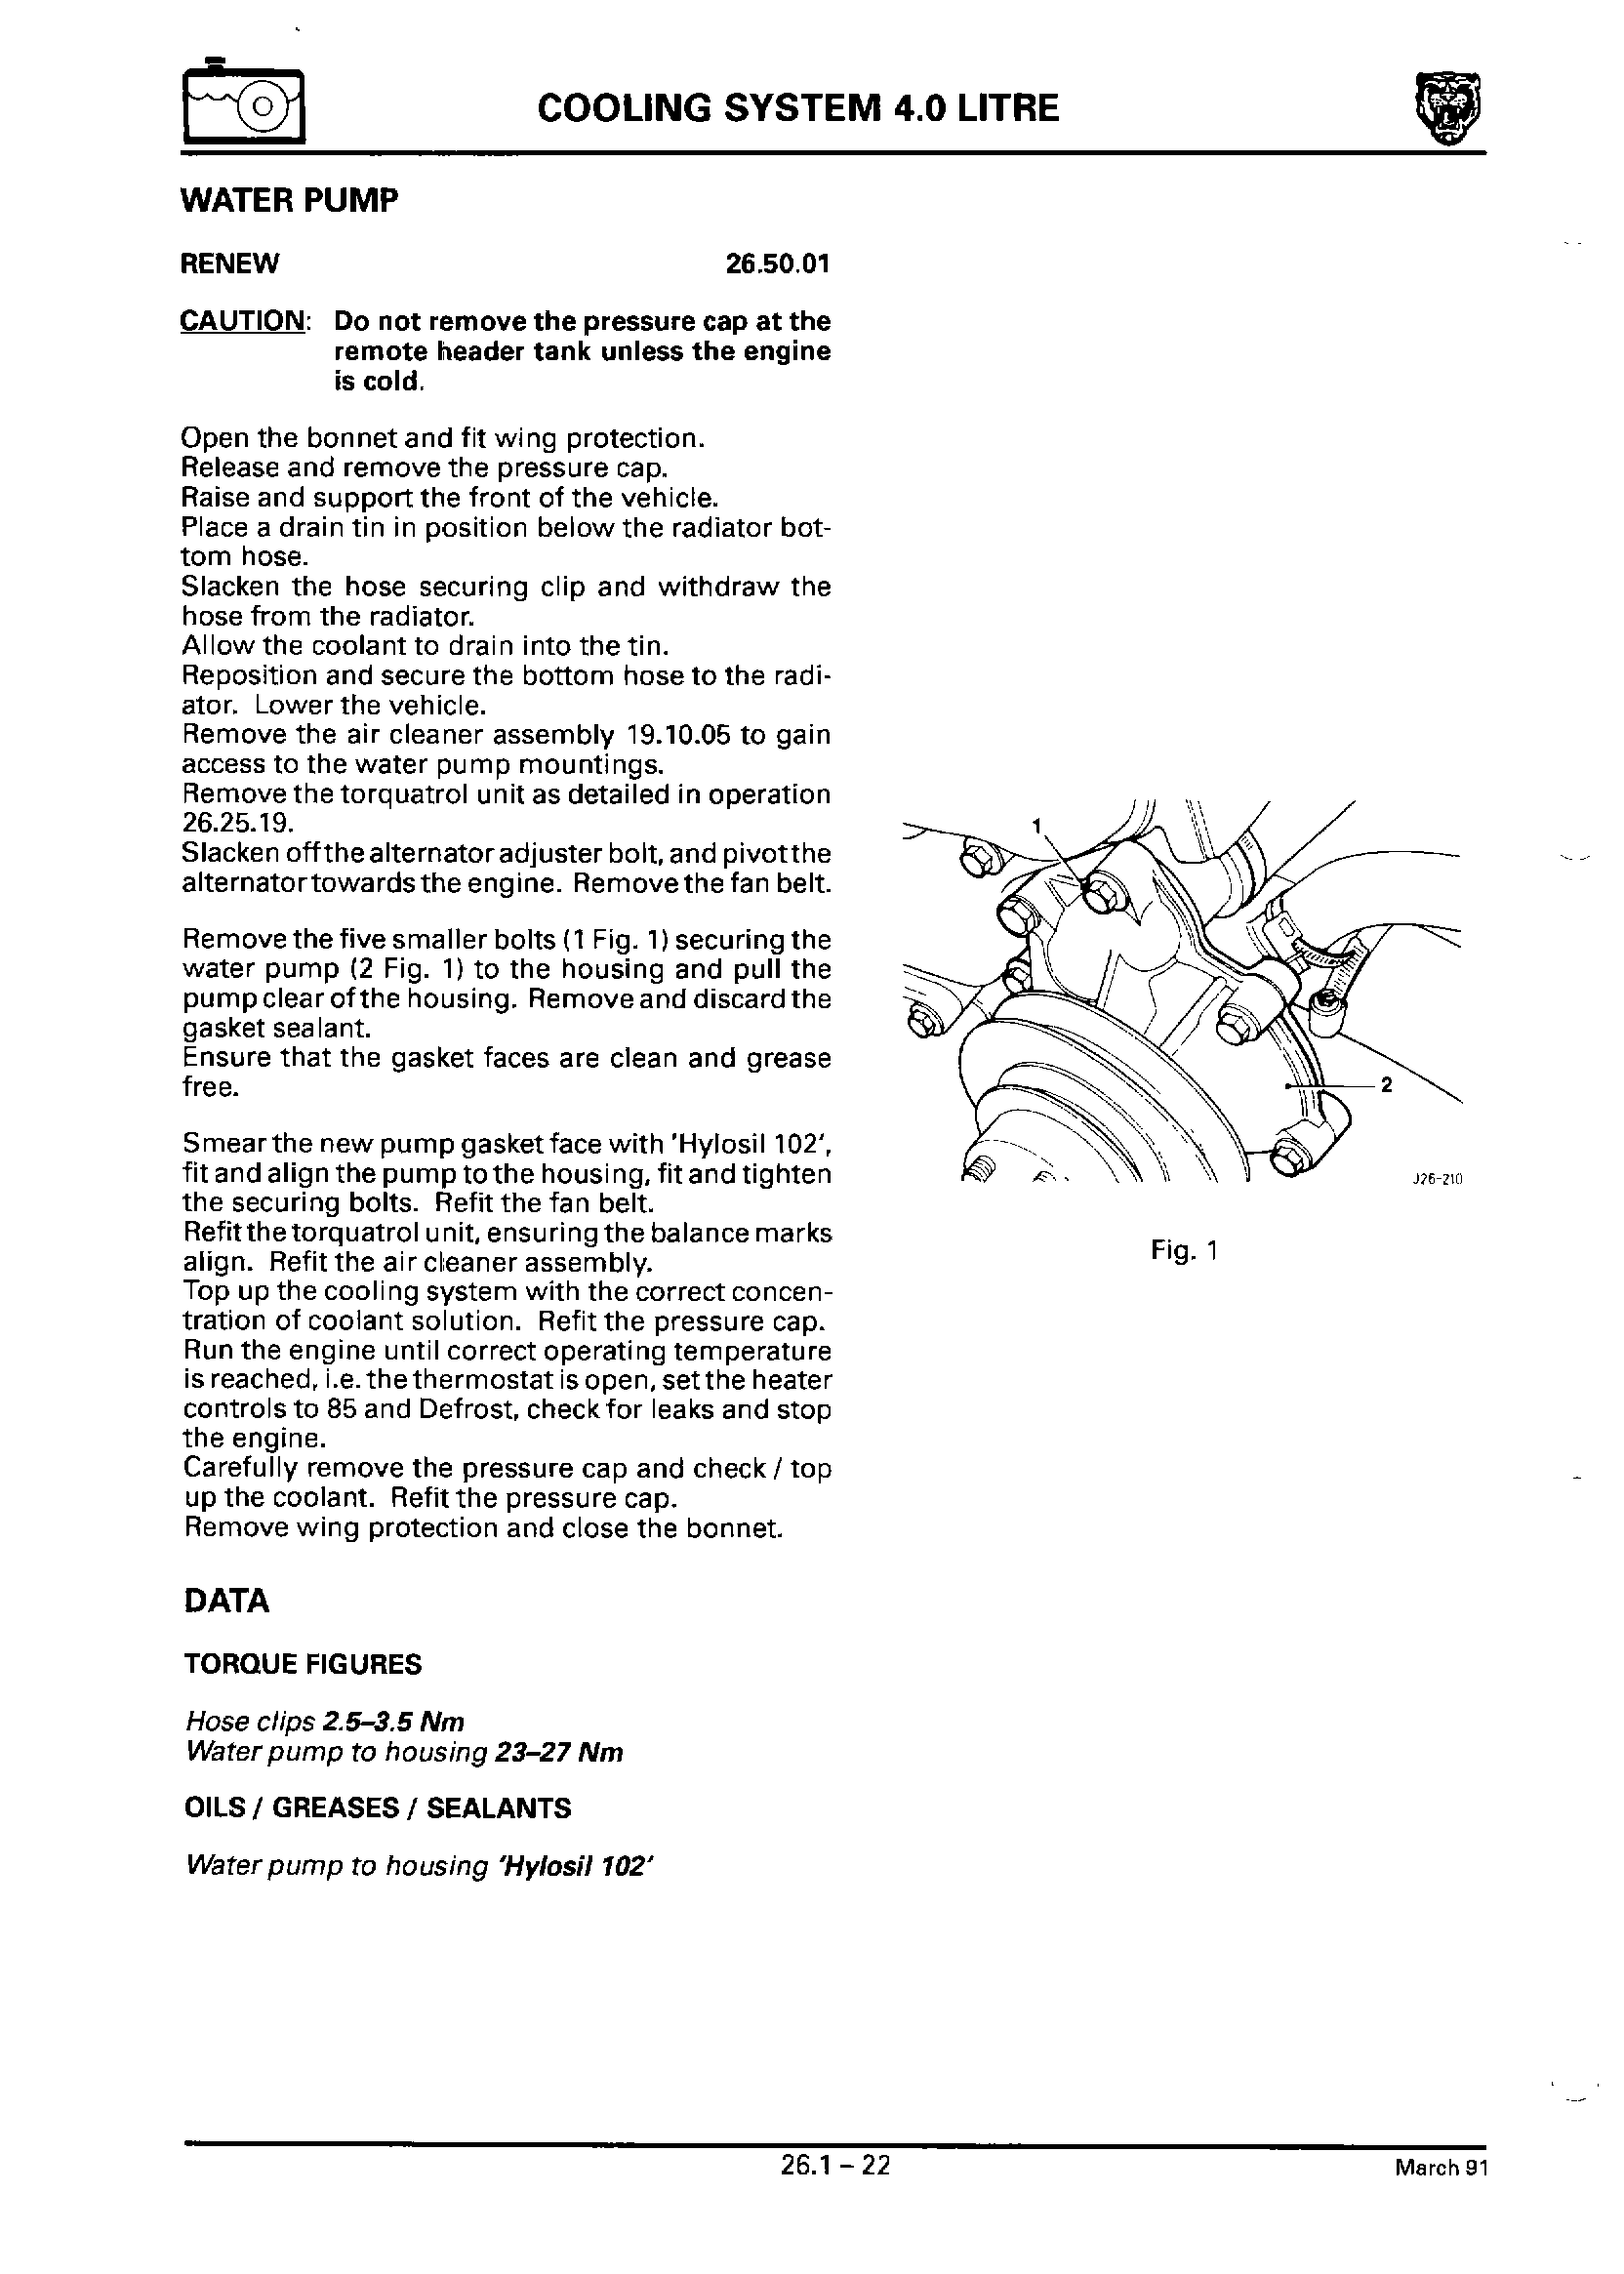 COOLING SYSTEM 4.0 LITRE
WATER PUMP
RENEW 26.50.01
CAUTION: Do not remove the pressure cap at the
remote header tank unless the engine
is cold.
Open the bonnet and fit wing protection.
Release and remove the pressure cap.
Raise and support the front of the vehicle.
Place a drain tin in position below the radiator bot-
tom hose.
Slacken the hose securing clip and withdraw the
hose from the radiator.
Allow the coolant to drain into the tin.
Reposition and secure the bottom hose to the radi-
ator. Lower the vehicle.
Remove the air cleaner assembly 19.10.05 to gain
access to the water pump mountings.
Remove the torquatrol unit as detailed in operation
26.25.19.
Slacken off the alternator adjuster bolt, and pivot the
alternator towards the engine. Remove the fan belt.
Remove the five smaller bolts (1 Fig. 1) securing the
water pump (2 Fig. 1) to the housing and pull the
pump clear of the housing. Remove and discard the
gasket sealant.
Ensure that the gasket faces are clean and grease
free.
Smear the new pump gasket face with 'Hylosil 102',
fit and align the pump to the housing, fit and tighten
the securing bolts. Refit the fan belt.
Refit the torquatrol unit, ensuring the balance marks
align. Refit the air cleaner assembly.
Top up the cooling system with the correct concen-
tration of coolant solution. Refit the pressure cap.
Run the engine until correct operating temperature
is reached, i.e. the thermostat is open, set the heater
controls to 85 and Defrost, check for leaks and stop
the engine.
Carefully remove the pressure cap and check / top
up the coolant. Refit the pressure cap.
Remove wing protection and close the bonnet.
DATA
TORQUE FIGURES
Hose clips 2.5–3.5 Nm
Water pump to housing 23–27 Nm
OILS / GREASES / SEALANTS
Water pump to housing 'Hylosil 102'
1
2
J26-210
Fig. 1
26.1 – 22
March 91